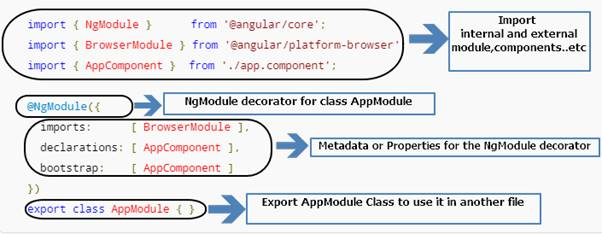 import { NgModule }      from '@angular/core';
import { BrowserModule } from '@angular/platform-browser'
import { AppComponent }  from './app.component';
Import
internal and external
module,components..etc
@NgModule({
NgModule decorator for class AppModule
imports:      [ BrowserModule ],
declarations: [ AppComponent ],
bootstrap:    [ AppComponent ]
Metadata or Properties for the NgModule decorator
})
export class AppModule { }
Export AppModule Class to use it in another file